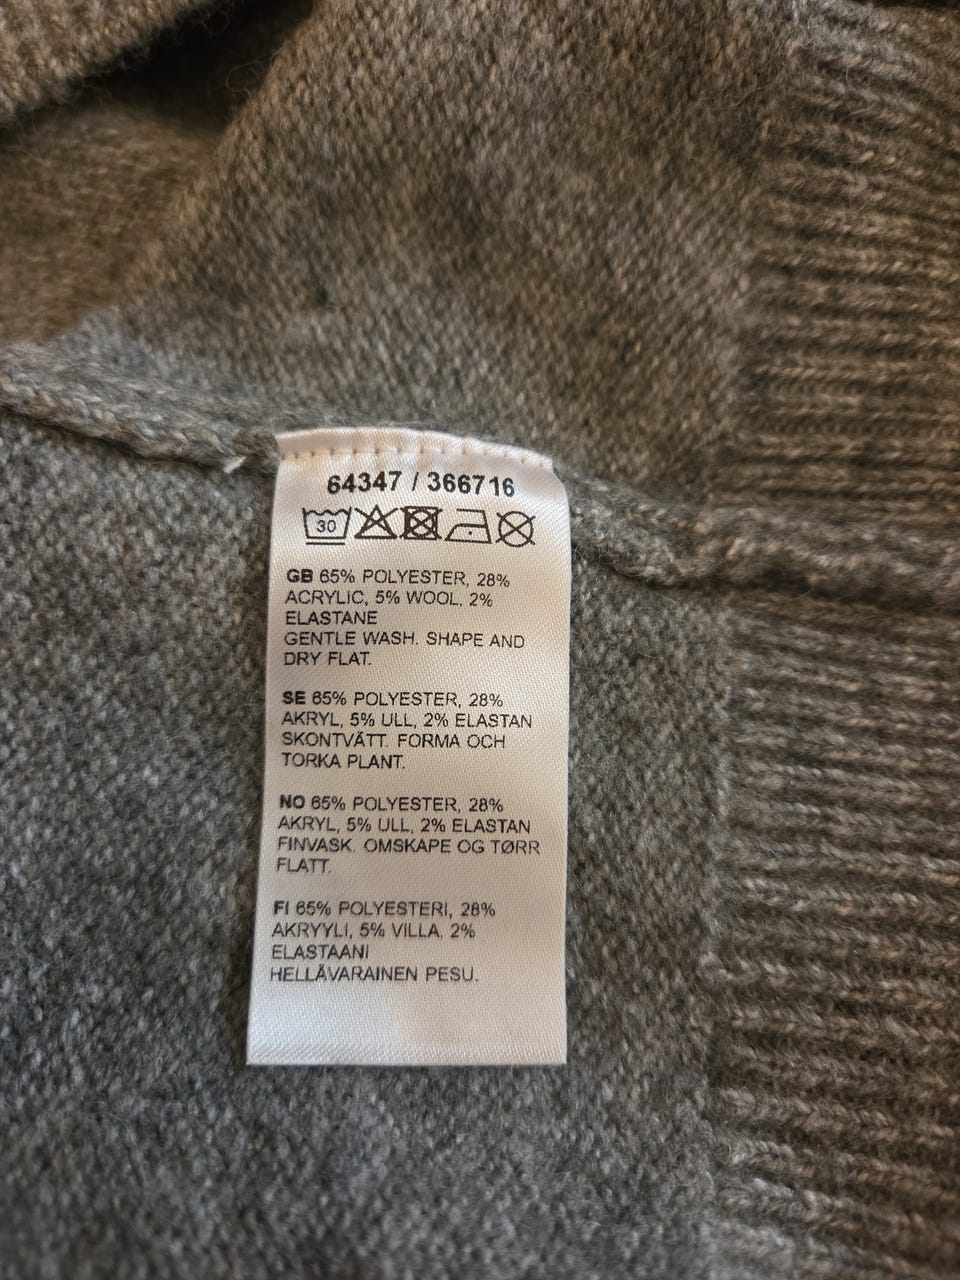 64347 / 366716
30
GB 65% POLYESTER, 28%
ACRYLIC, 5% WOOL, 2%
ELASTANE
GENTLE WASH. SHAPE AND
DRY FLAT.
SE 65% POLYESTER, 28%
AKRYL, 5% ULL, 2% ELASTAN
SKONTVÄTT. FORMA OCH
TORKA PLANT.
NO 65% POLYESTER, 28%
AKRYL, 5% ULL, 2% ELASTAN
FINVASK. OMSKAPE OG TØRR
FLATT.
FI 65% POLYESTERI, 28%
AKRYYLI, 5% VILLA, 2%
ELASTAANI
HELLÄVARAINEN PESU.